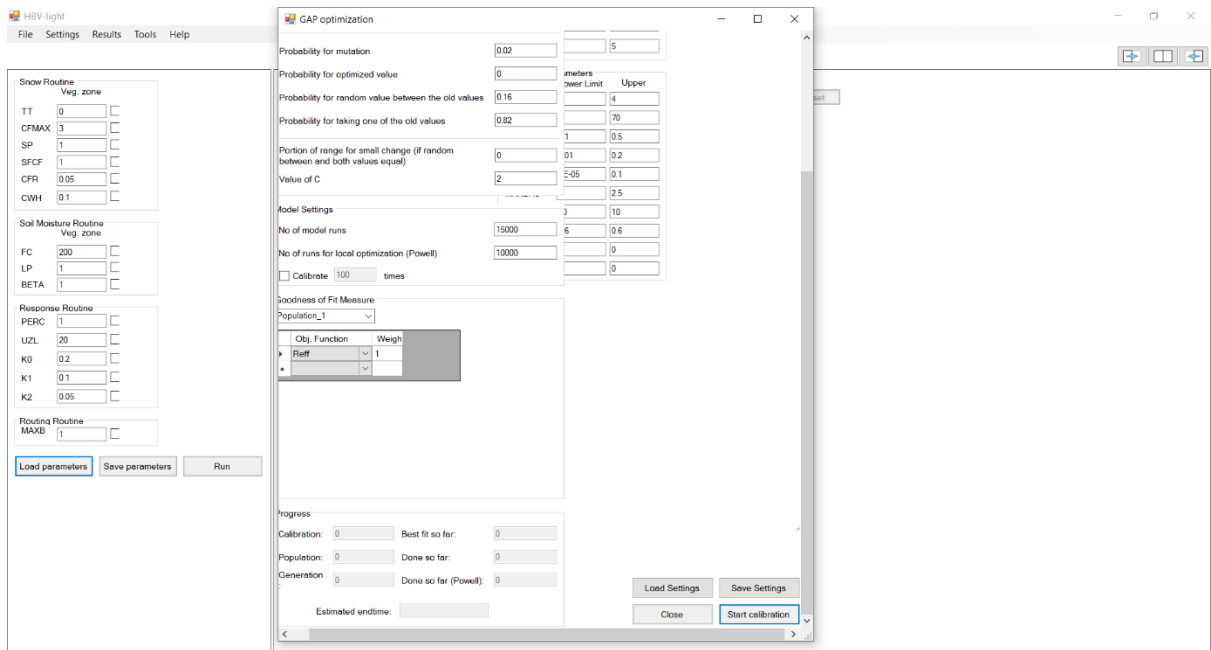 HBV-light
File Settings Results Tools Help
Snow Routine
Veg. zone
TT 0
CFMAX 3
SP 1
SFCF 1
CFR 0.05
CWH 0.1
Soil Moisture Routine
Veg. zone
FC 200
LP 1
BETA 1
Response Routine
PERC 1
UZL 20
K0 0.2
K1 0.1
K2 0.05
Routing Routine
MAXB 1
Load parameters Save parameters Run
GAP optimization
Probability for mutation 0.02
Probability for optimized value 0
Probability for random value between the old values 0.16
Probability for taking one of the old values 0.82
Portion of range for small change (if random
between and both values equal) 0
Value of C 2
Model Settings
No of model runs 15000
No of runs for local optimization (Powell) 10000
Calibrate 100 times
Goodness of Fit Measure
Population_1
Obj. Function Weigh
Reff 1
Progress
Calibration: 0 Best fit so far: 0
Population: 0 Done so far: 0
Generation
: 0 Done so far (Powell): 0
Estimated endtime:
5
Upper
4
70
0.5
01 0.2
E-05 0.1
2.5
10
6 0.6
0
0
Load Settings Save Settings
Close Start calibration